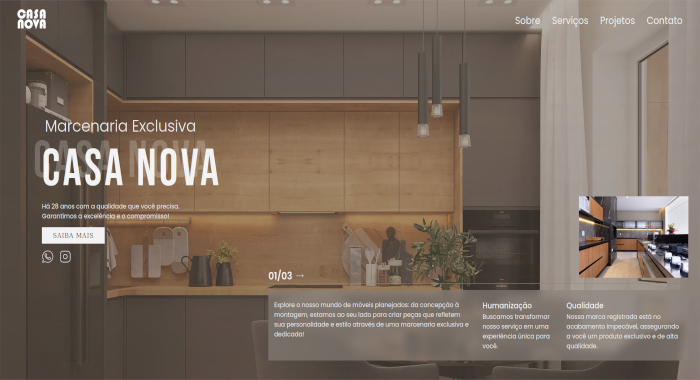 CASA
NOVA
Sobre Serviços Projetos Contato
Marcenaria Exclusiva
CASA NOVA
CASA NOVA
Há 28 anos com a qualidade que você precisa.
Garantimos a excelência e o compromisso!
SAIBA MAIS
01/03 →
Explore o nosso mundo de móveis planejados: da concepção à
montagem, estamos ao seu lado para criar peças que refletem
sua personalidade e estilo através de uma marcenaria exclusiva e
dedicada!
Humanização
Buscamos transformar
nosso serviço em uma
experiência única para
você.
Qualidade
Nossa marca registrada está no
acabamento impecável, assegurando
a você um produto exclusivo e de alta
qualidade.